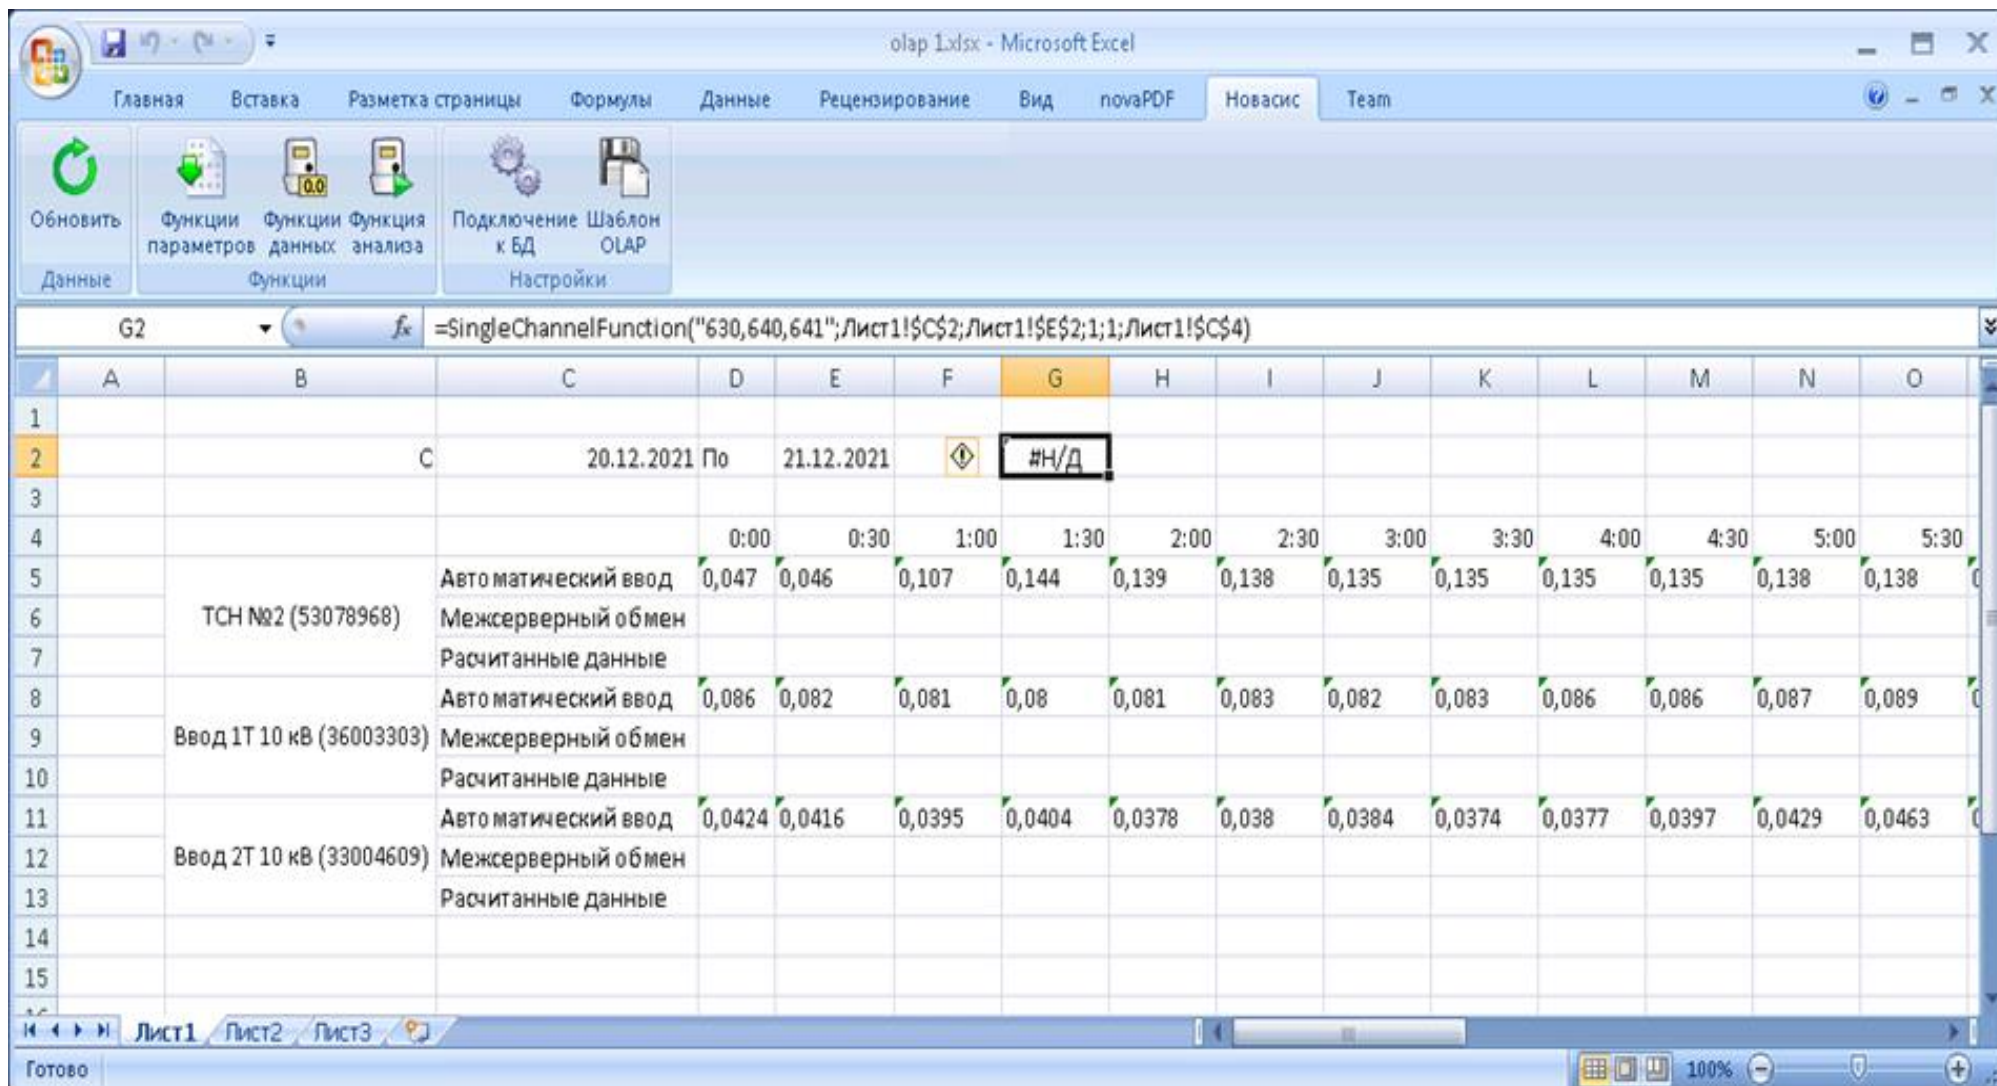 olap 1.xlsx - Microsoft Excel
Главная Вставка Разметка страницы Формулы Данные Рецензирование Вид novaPDF Новасис Team
Обновить
Функции параметров
0.0
Функции данных
Функция анализа
Подключение к БД
Шаблон OLAP
Данные Функции Настройки
G2 fx =SingleChannelFunction("630,640,641";Лист1!$C$2;Лист1!$E$2;1;1;Лист1!$C$4)
A B C D E F G H I J K L M N O
1
2 С 20.12.2021 По 21.12.2021 #Н/Д
3
4 0:00 0:30 1:00 1:30 2:00 2:30 3:00 3:30 4:00 4:30 5:00 5:30
5 Автоматический ввод 0,047 0,046 0,107 0,144 0,139 0,138 0,135 0,135 0,135 0,135 0,138 0,138
6 ТСН №2 (53078968) Межсерверный обмен
7 Расчитанные данные
8 Автоматический ввод 0,086 0,082 0,081 0,08 0,081 0,083 0,082 0,083 0,086 0,086 0,087 0,089
9 Ввод 1Т 10 кВ (36003303) Межсерверный обмен
10 Расчитанные данные
11 Автоматический ввод 0,0424 0,0416 0,0395 0,0404 0,0378 0,038 0,0384 0,0374 0,0377 0,0397 0,0429 0,0463
12 Ввод 2Т 10 кВ (33004609) Межсерверный обмен
13 Расчитанные данные
14
15
Лист1 Лист2 Лист3
Готово 100%